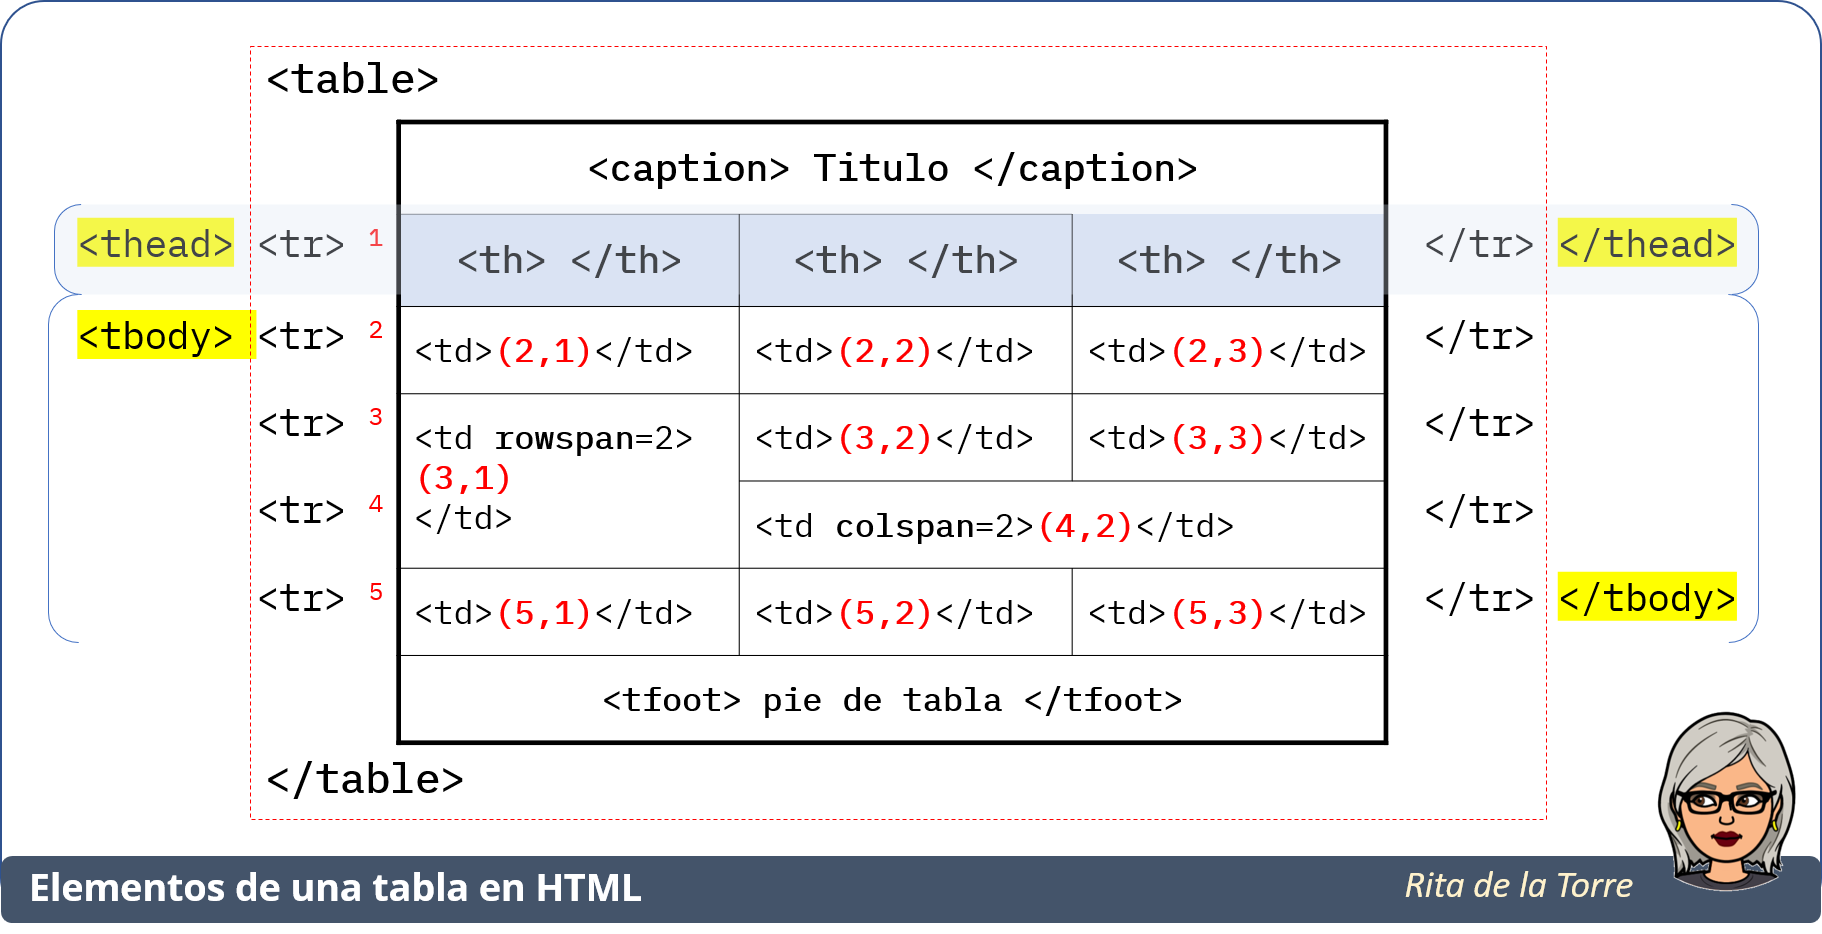 <table>
<caption> Titulo </caption>
<thead> <tr> 1 <th> </th> <th> </th> <th> </th> </tr> </thead>
<tbody> <tr> 2 <td>(2,1)</td> <td>(2,2)</td> <td>(2,3)</td> </tr>
<tr> 3 <td rowspan=2> <td>(3,2)</td> <td>(3,3)</td> </tr>
(3,1)
<tr> 4 </td> <td colspan=2>(4,2)</td> </tr>
<tr> 5 <td>(5,1)</td> <td>(5,2)</td> <td>(5,3)</td> </tr> </tbody>
<tfoot> pie de tabla </tfoot>
</table>
Elementos de una tabla en HTML
Rita de la Torre